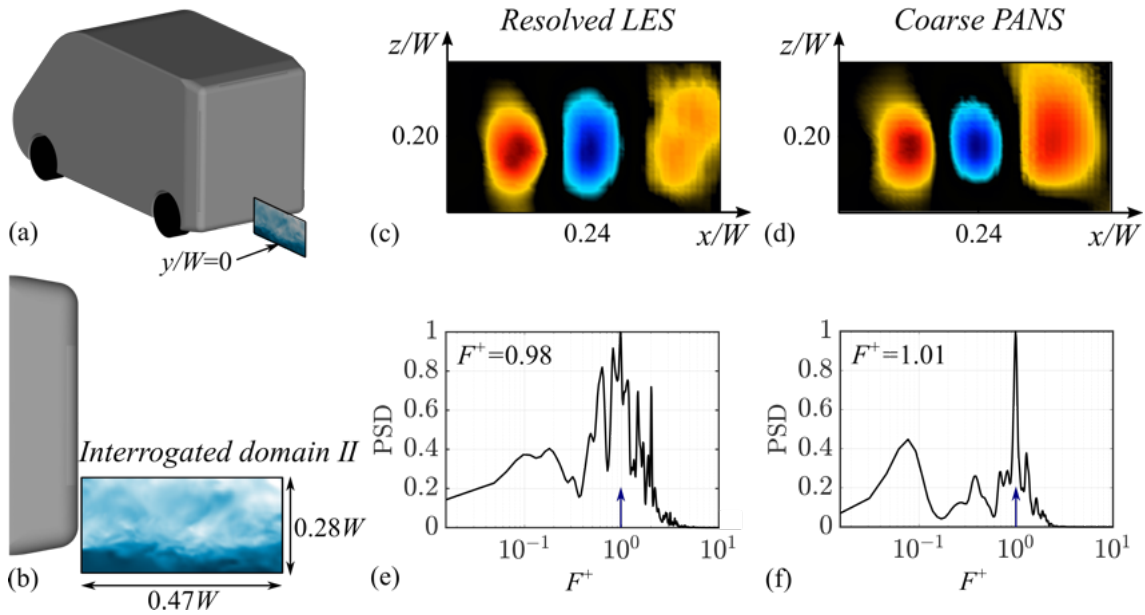 (a)
y/W=0
(b)
Interrogated domain II
0.28W
0.47W
Resolved LES
z/W
0.20
(c)
0.24
x/W
Coarse PANS
z/W
0.20
(d)
0.24
x/W
F⁺=0.98
PSD
1
0.8
0.6
0.4
0.2
0
10⁻¹
10⁰
10¹
(e)
F⁺
F⁺=1.01
PSD
1
0.8
0.6
0.4
0.2
0
10⁻¹
10⁰
10¹
(f)
F⁺